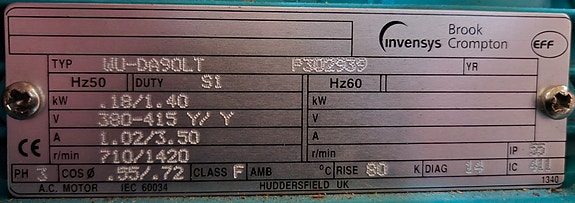 invensys Brook Crompton EFF
TYP WU-DA90LT P302939 YR
Hz50 DUTY S1 Hz60
kW .18/1.40 kW
V 380-415 Y/ Y V
A 1.02/3.50 A
CE r/min 710/1420 r/min IP 55
PH 3 COS Ø .55/.72 CLASS F AMB °C RISE 80 K DIAG 14 IC 411
A.C. MOTOR IEC 60034 HUDDERSFIELD UK 1340